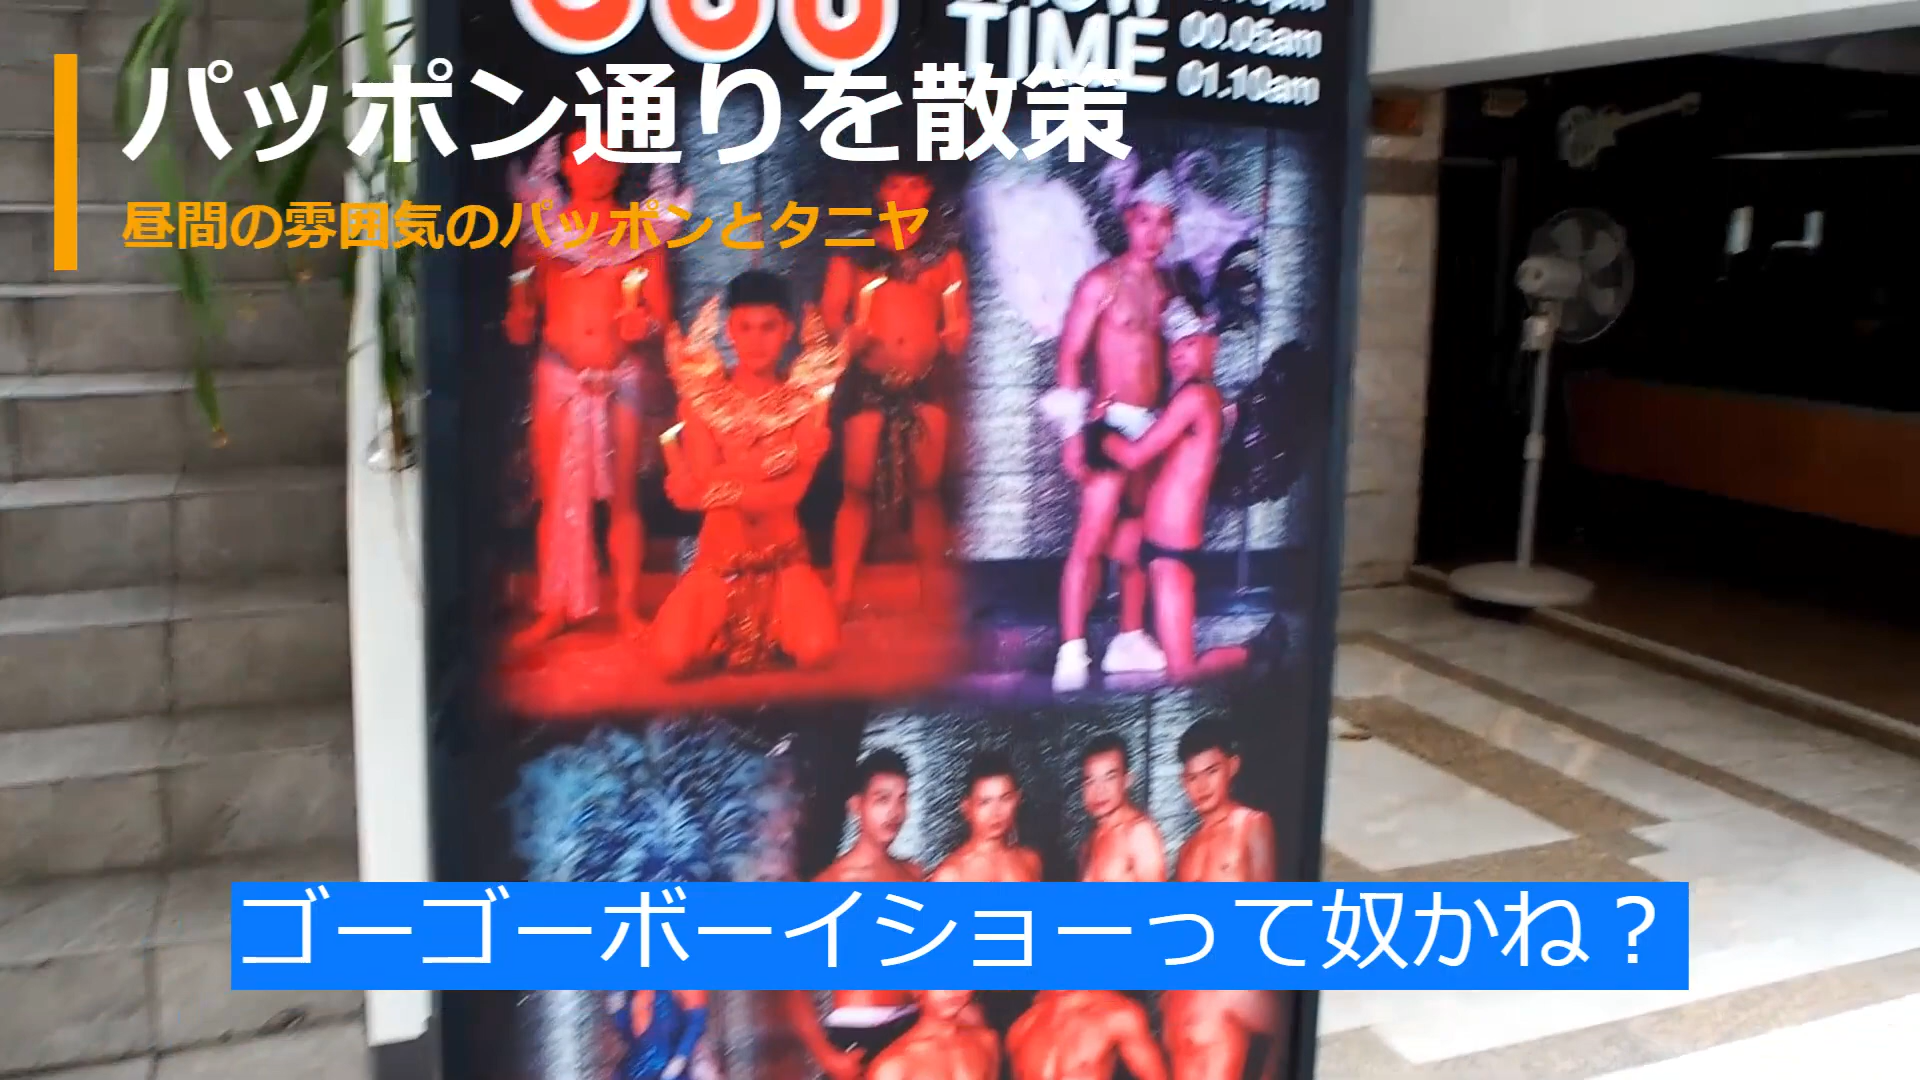 TIME
00.05am
01.10am
パッポン通りを散策
昼間の雰囲気のパッポンとタニヤ
ゴーゴーボーイショーって奴かね？